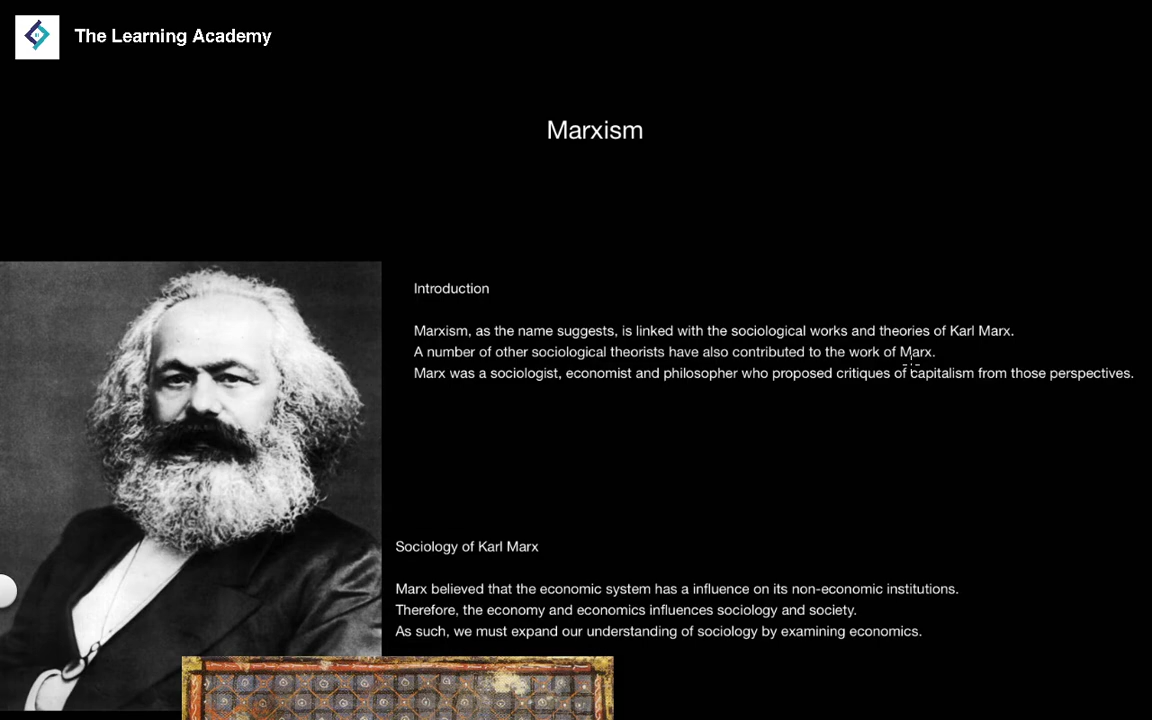 The Learning Academy
Marxism
Introduction
Marxism, as the name suggests, is linked with the sociological works and theories of Karl Marx.
A number of other sociological theorists have also contributed to the work of Marx.
Marx was a sociologist, economist and philosopher who proposed critiques of capitalism from those perspectives.
Sociology of Karl Marx
Marx believed that the economic system has a influence on its non-economic institutions.
Therefore, the economy and economics influences sociology and society.
As such, we must expand our understanding of sociology by examining economics.